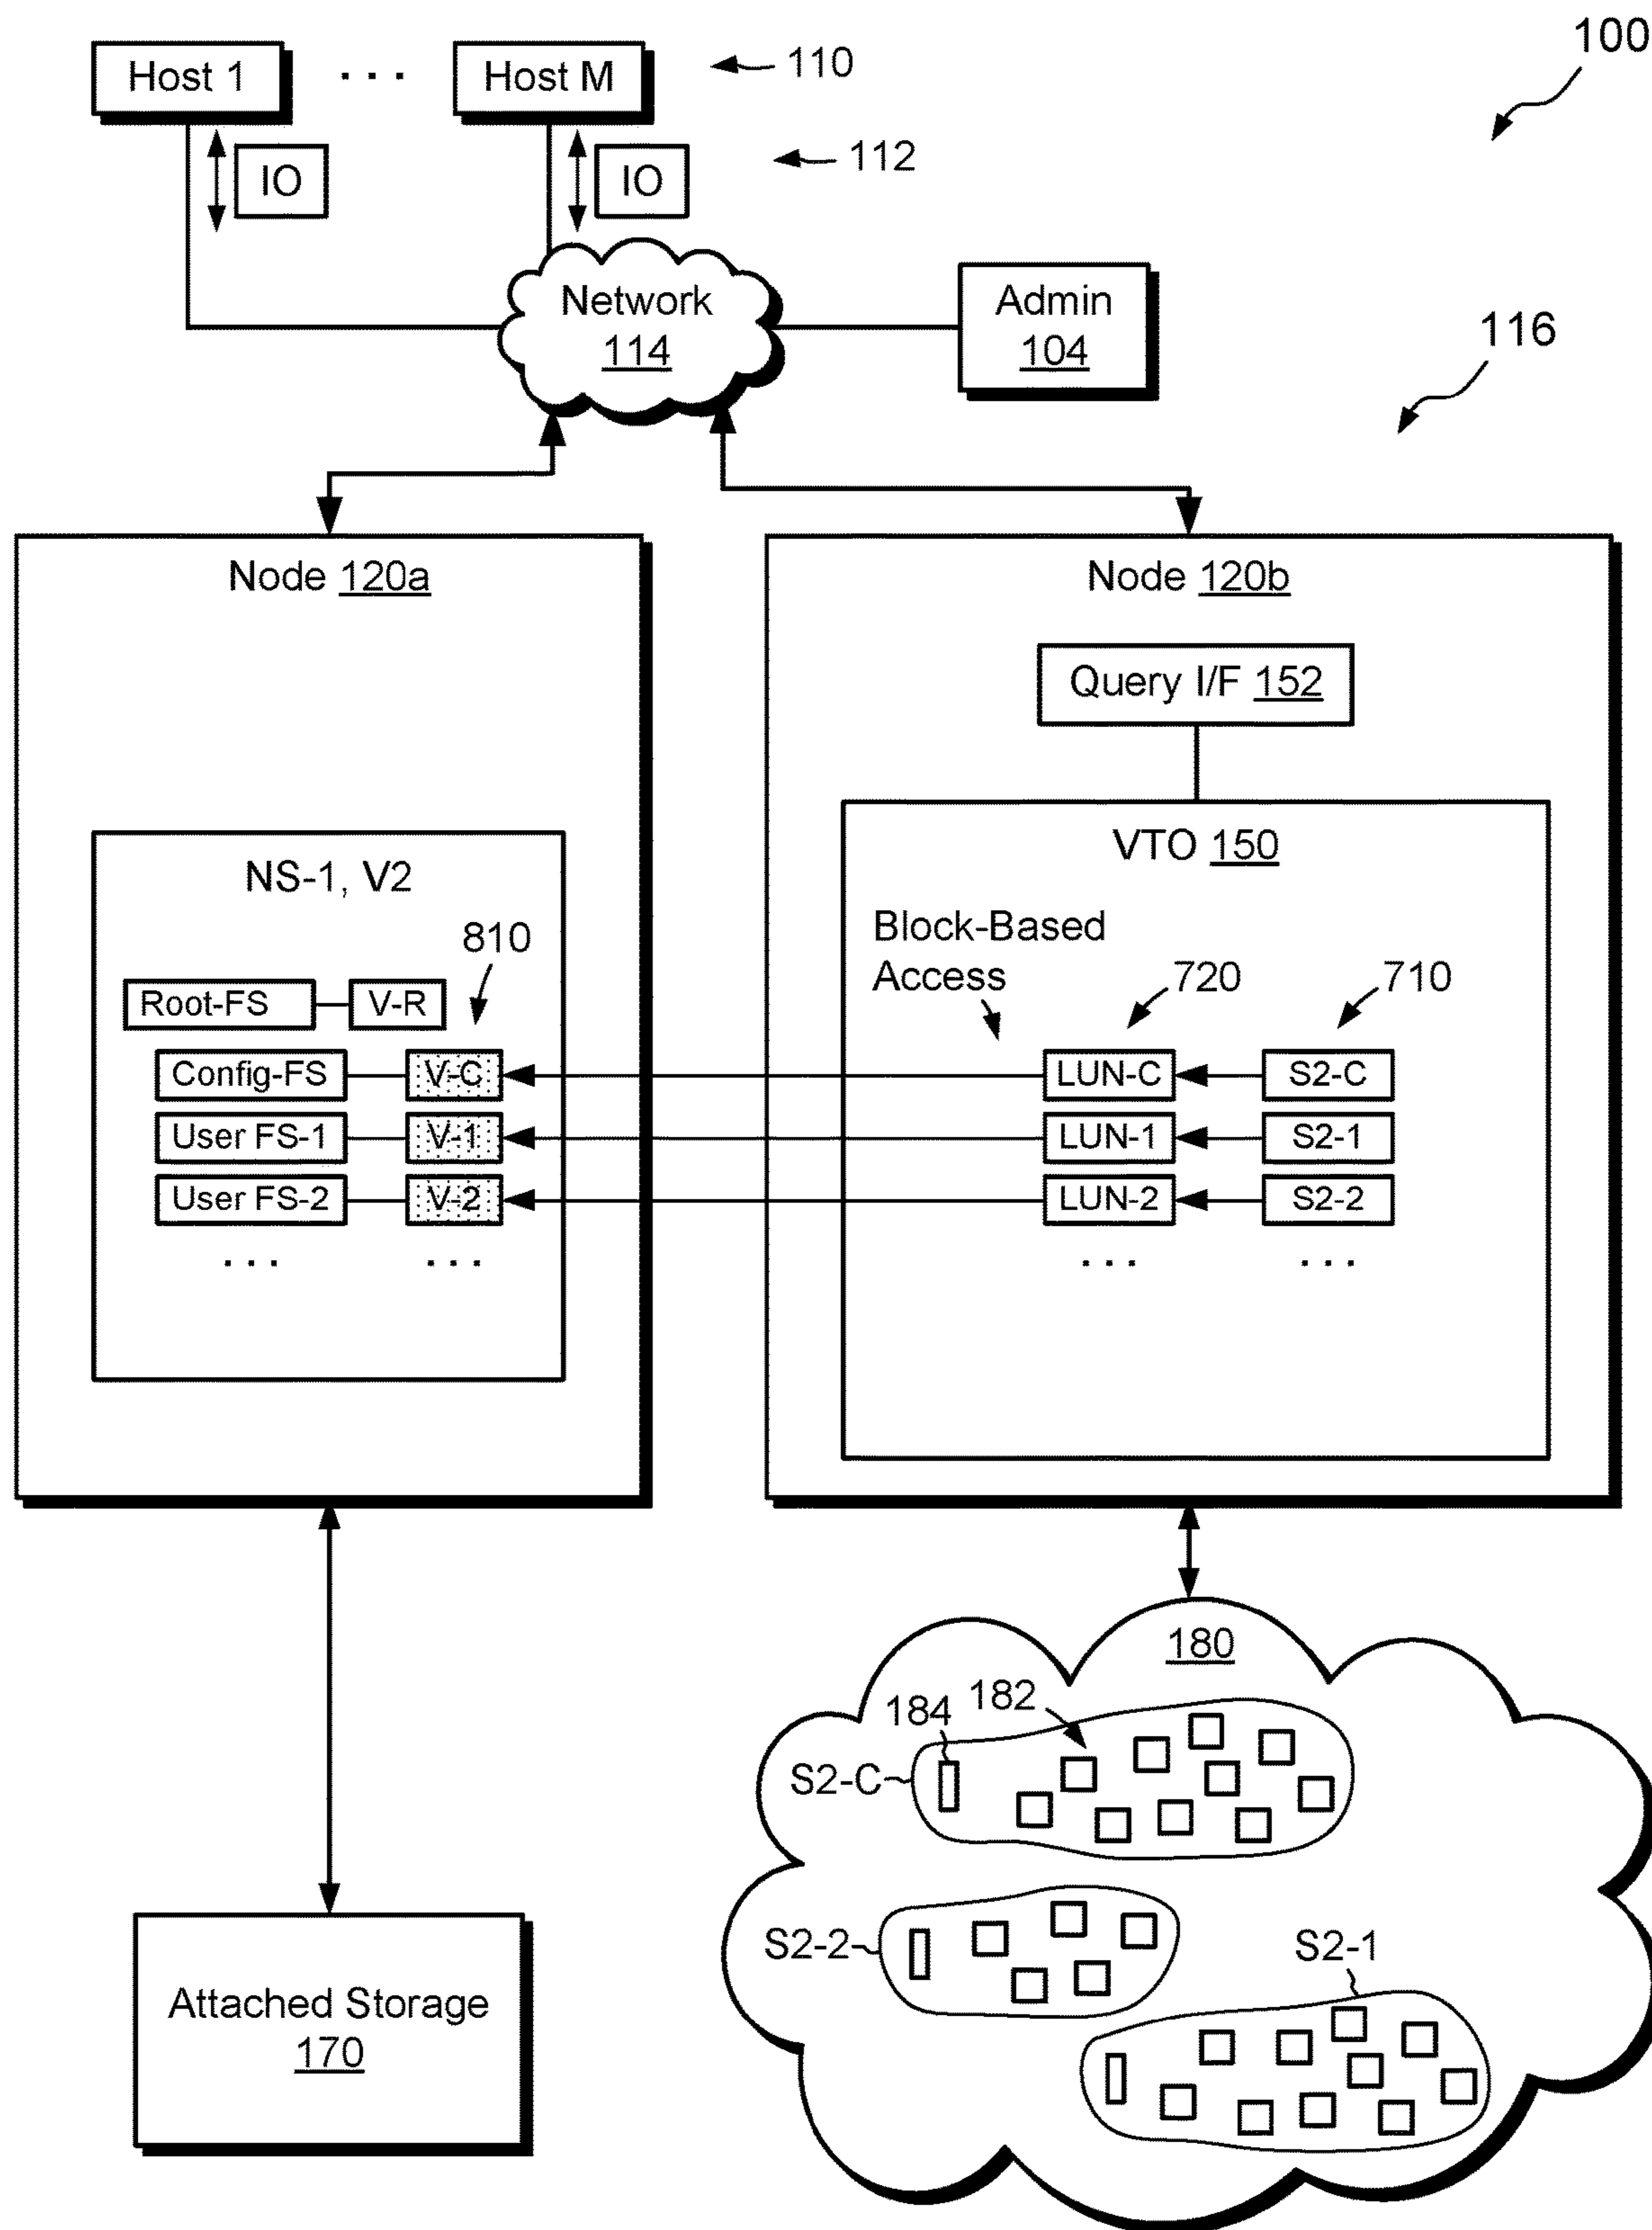 100
Host 1
. . .
Host M
110
IO
IO
112
Network
114
Admin
104
116
Node 120a
Node 120b
Query I/F 152
NS-1, V2
VTO 150
810
Block-Based
Access
720
710
Root-FS
V-R
Config-FS
V-C
LUN-C
S2-C
User FS-1
V-1
LUN-1
S2-1
User FS-2
V-2
LUN-2
S2-2
. . .
. . .
. . .
. . .
180
184
182
S2-C
S2-2
S2-1
Attached Storage
170